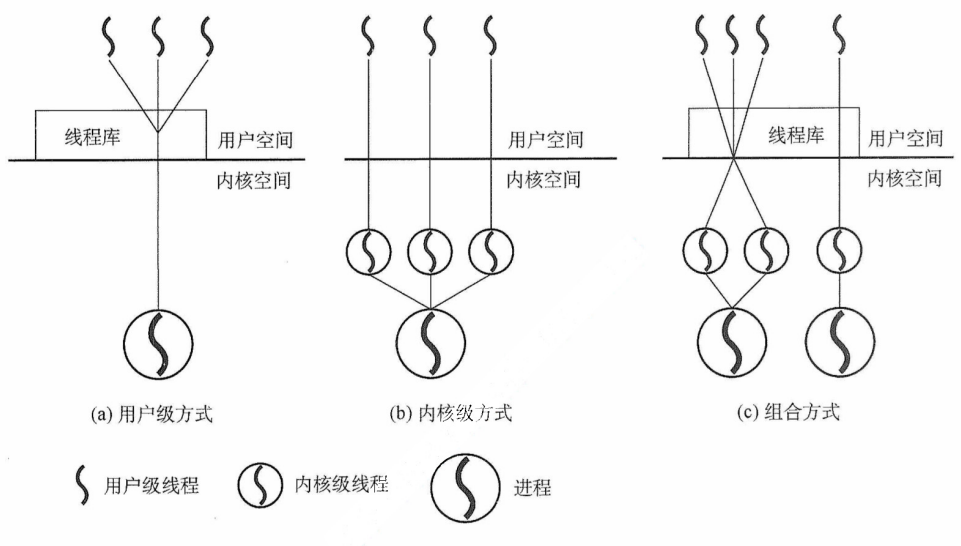 线程库
用户空间
内核空间
用户空间
内核空间
线程库
用户空间
内核空间
(a) 用户级方式
(b) 内核级方式
(c) 组合方式
用户级线程
内核级线程
进程